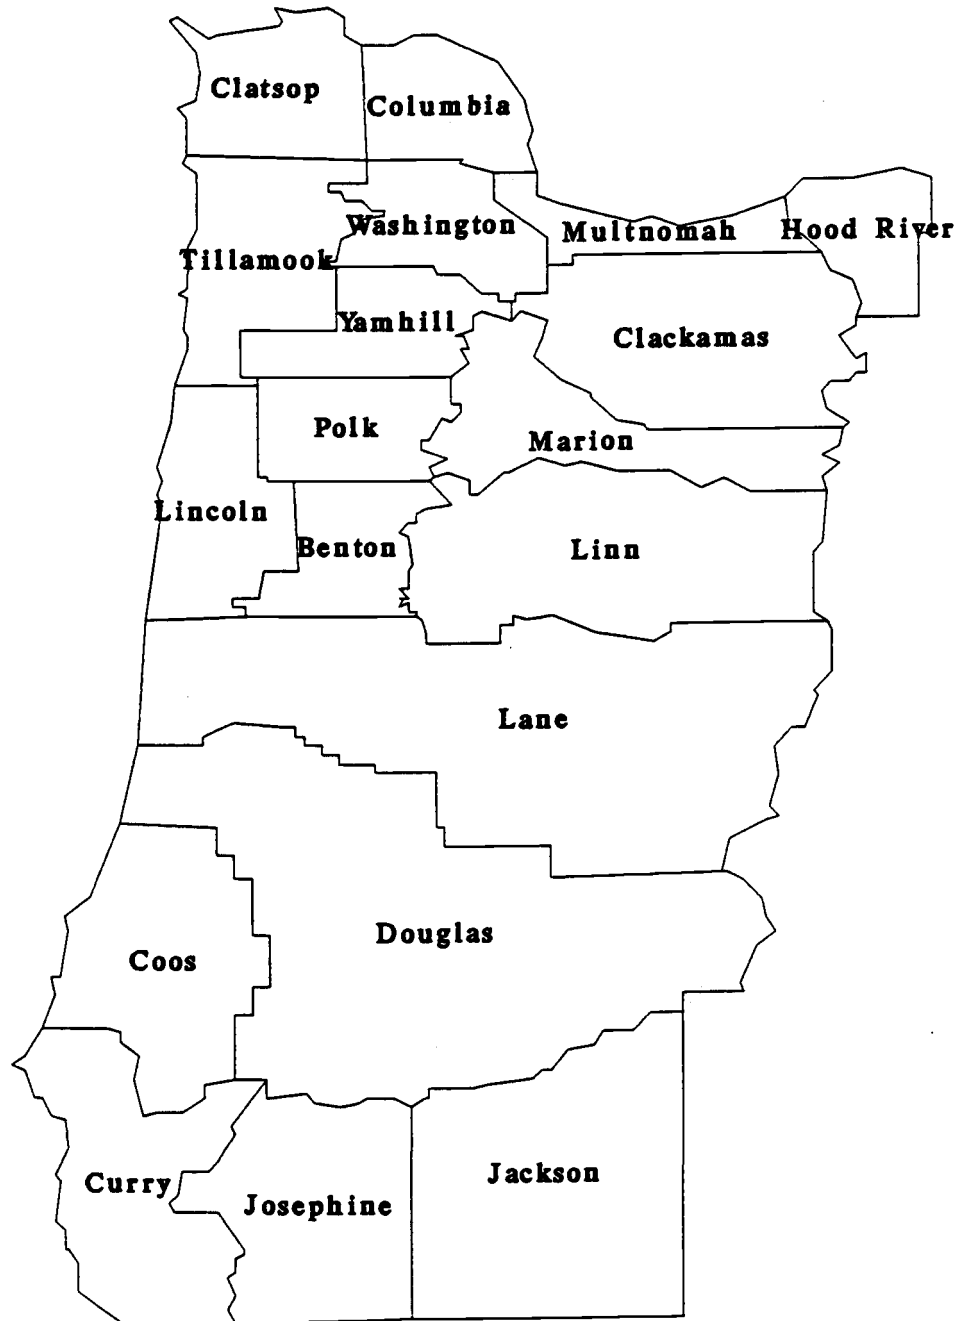 Clatsop
Columbia
Washington
Multnomah
Hood River
Tillamook
Yamhill
Clackamas
Polk
Marion
Lincoln
Benton
Linn
Lane
Douglas
Coos
Curry
Josephine
Jackson